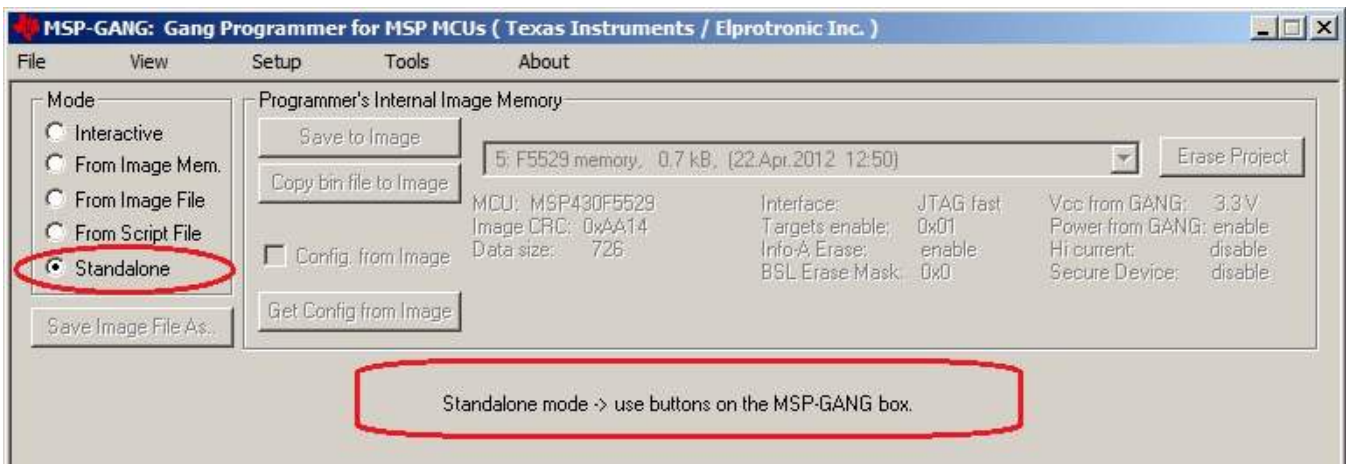 MSP-GANG: Gang Programmer for MSP MCUs ( Texas Instruments / Elprotronic Inc. )
File View Setup Tools About
Mode
Interactive
From Image Mem.
From Image File
From Script File
Standalone
Save Image File As..
Programmer's Internal Image Memory
Save to Image
Copy bin file to Image
Config. from Image
Get Config from Image
5: F5529 memory, 0.7 kB, (22.Apr.2012 12:50)
Erase Project
MCU: MSP430F5529
Image CRC: 0xAA14
Data size: 726
Interface: JTAG fast
Targets enable: 0x01
Info-A Erase: enable
BSL Erase Mask: 0x0
Vcc from GANG: 3.3 V
Power from GANG: enable
Hi current: disable
Secure Device: disable
Standalone mode -> use buttons on the MSP-GANG box.